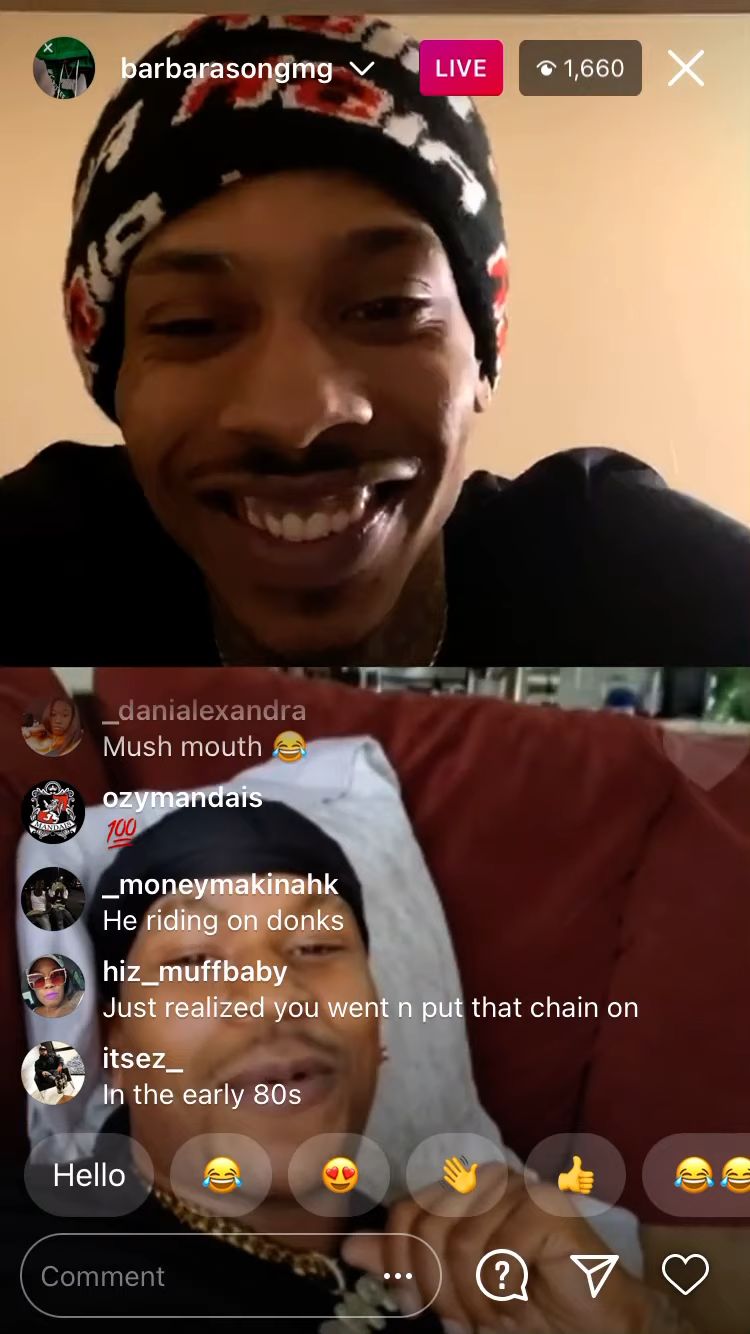 barbarasongmg
LIVE
1,660
_danialexandra
Mush mouth 😂
ozymandais
💯
_moneymakinahk
He riding on donks
hiz_muffbaby
Just realized you went n put that chain on
itsez_
In the early 80s
Hello 😂 😍 👋 👍 😂😂
Comment